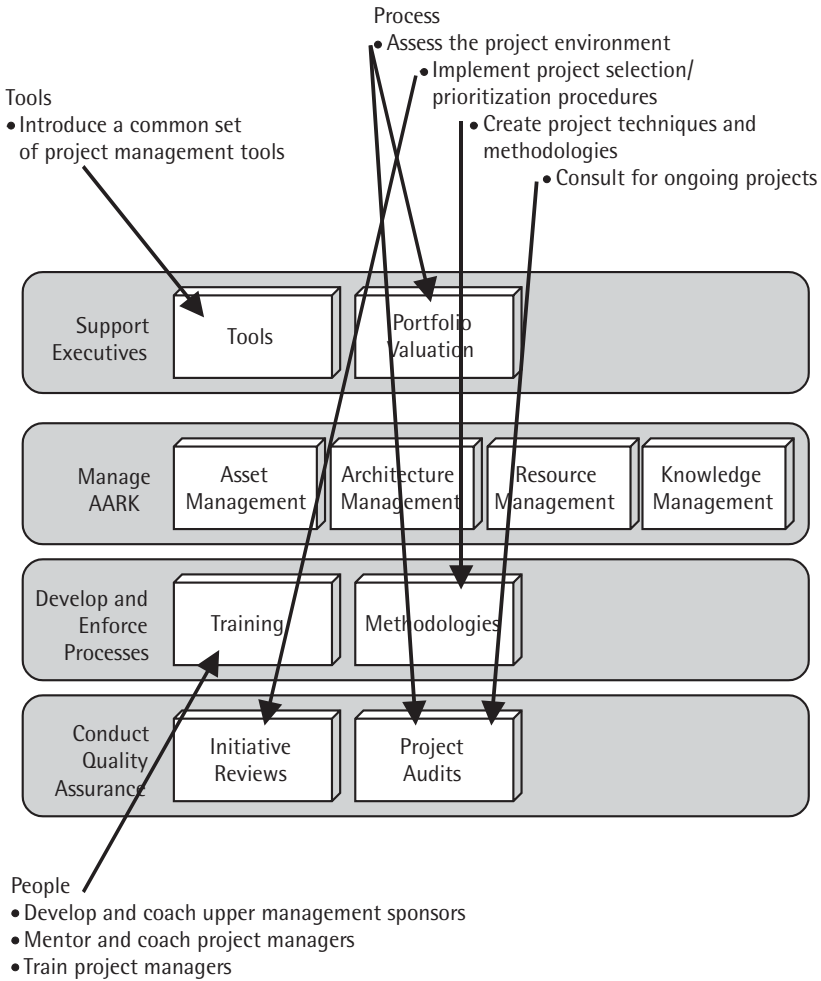 Process
• Assess the project environment
• Implement project selection/
prioritization procedures
• Create project techniques and
methodologies
• Consult for ongoing projects
Tools
• Introduce a common set
of project management tools
Support
Executives
Tools
Portfolio
Valuation
Manage
AARK
Asset
Management
Architecture
Management
Resource
Management
Knowledge
Management
Develop and
Enforce
Processes
Training
Methodologies
Conduct
Quality
Assurance
Initiative
Reviews
Project
Audits
People
• Develop and coach upper management sponsors
• Mentor and coach project managers
• Train project managers